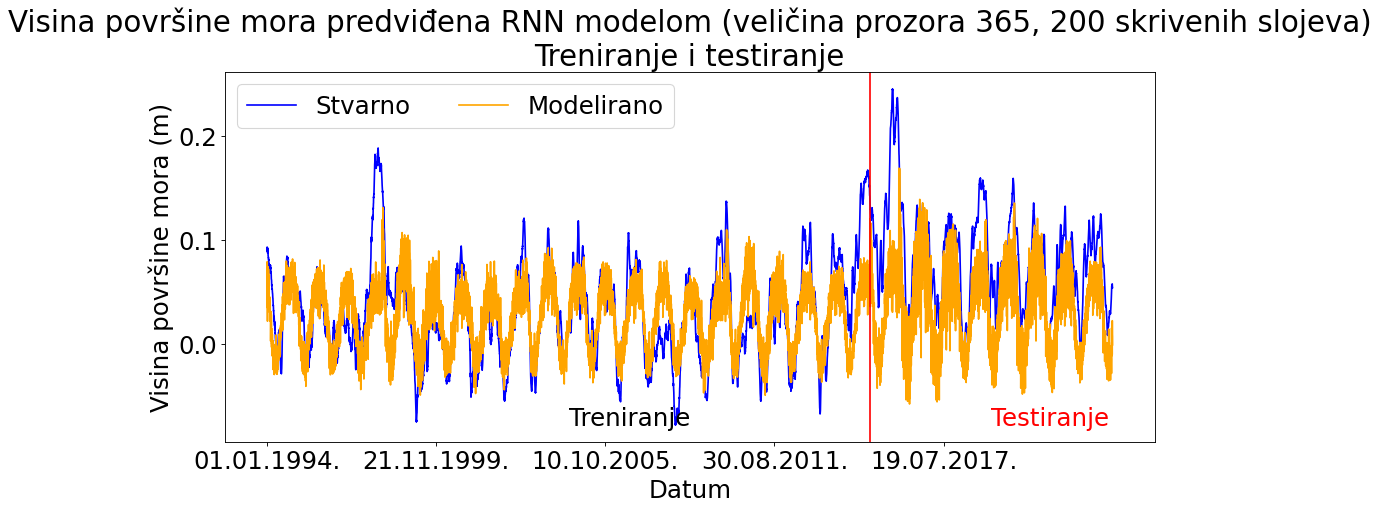 Visina površine mora predviđena RNN modelom (veličina prozora 365, 200 skrivenih slojeva)
Treniranje i testiranje
Stvarno
Modelirano
Visina površine mora (m)
0.2
0.1
0.0
Treniranje
Testiranje
01.01.1994.
21.11.1999.
10.10.2005.
30.08.2011.
19.07.2017.
Datum